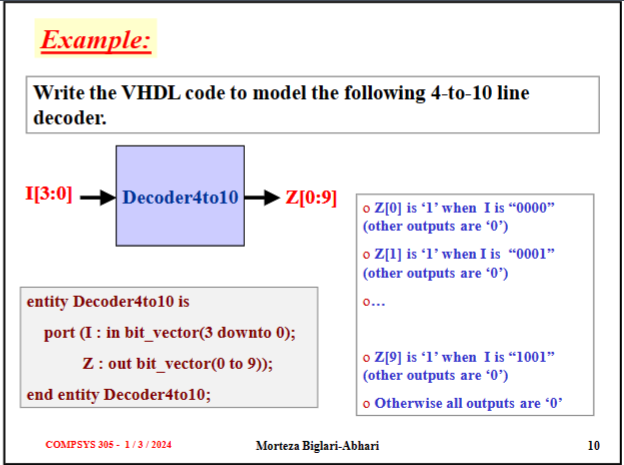 Example:
Write the VHDL code to model the following 4-to-10 line
decoder.
I[3:0]
Decoder4to10
Z[0:9]
o Z[0] is ‘1’ when I is “0000”
(other outputs are ‘0’)
o Z[1] is ‘1’ when I is “0001”
(other outputs are ‘0’)
o…
o Z[9] is ‘1’ when I is “1001”
(other outputs are ‘0’)
o Otherwise all outputs are ‘0’
entity Decoder4to10 is
port (I : in bit_vector(3 downto 0);
Z : out bit_vector(0 to 9));
end entity Decoder4to10;
COMPSYS 305 - 1 / 3 / 2024
Morteza Biglari-Abhari
10